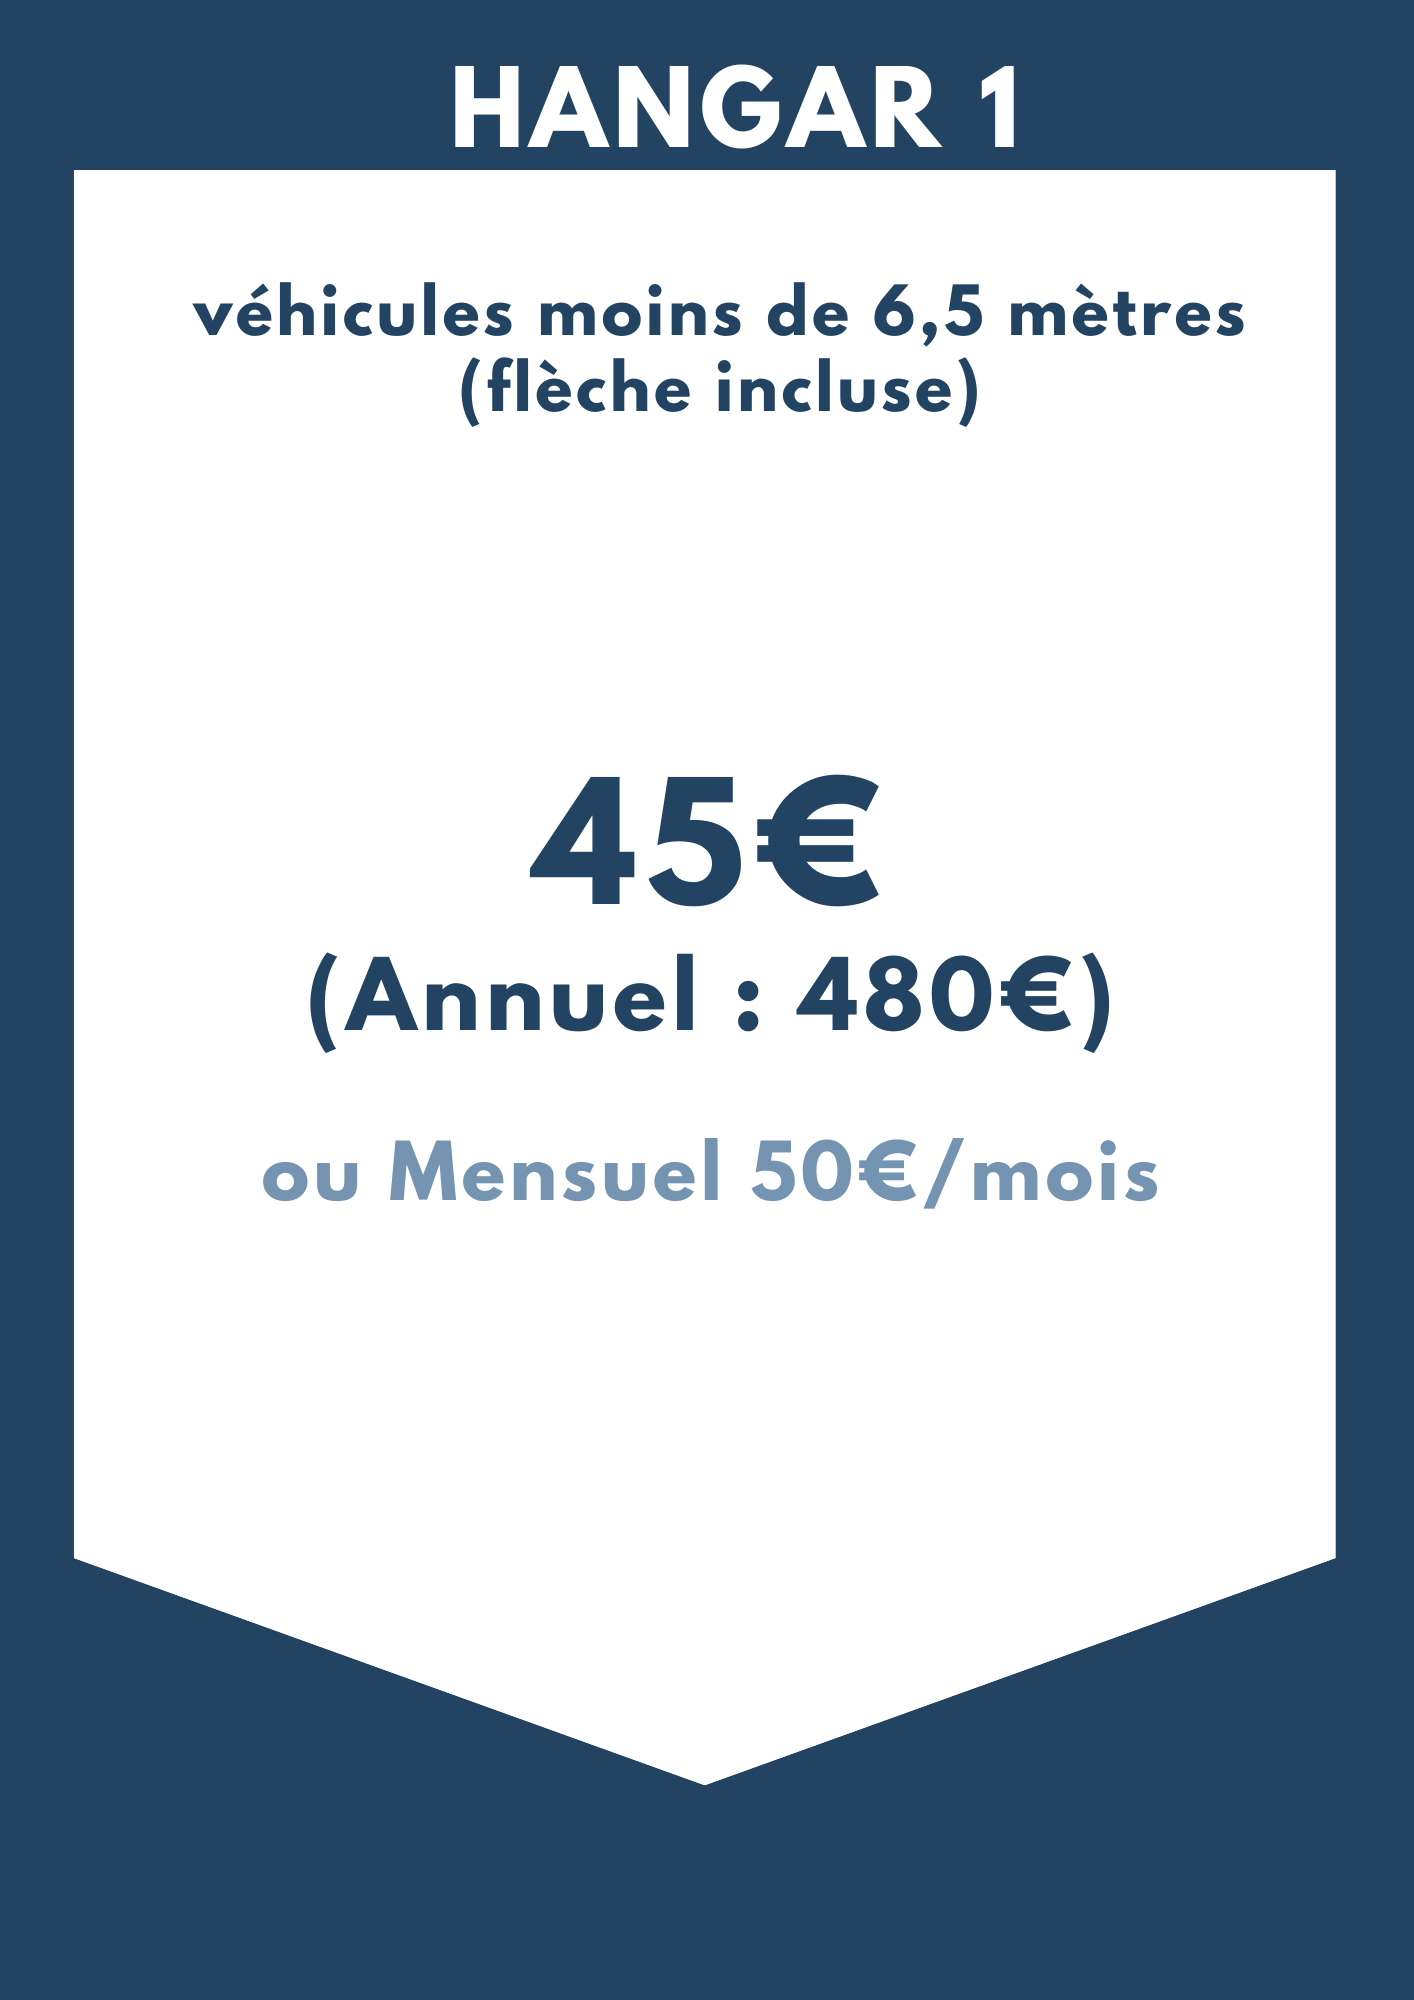 HANGAR 1
véhicules moins de 6,5 mètres
(flèche incluse)
45€
(Annuel : 480€)
ou Mensuel 50€/mois